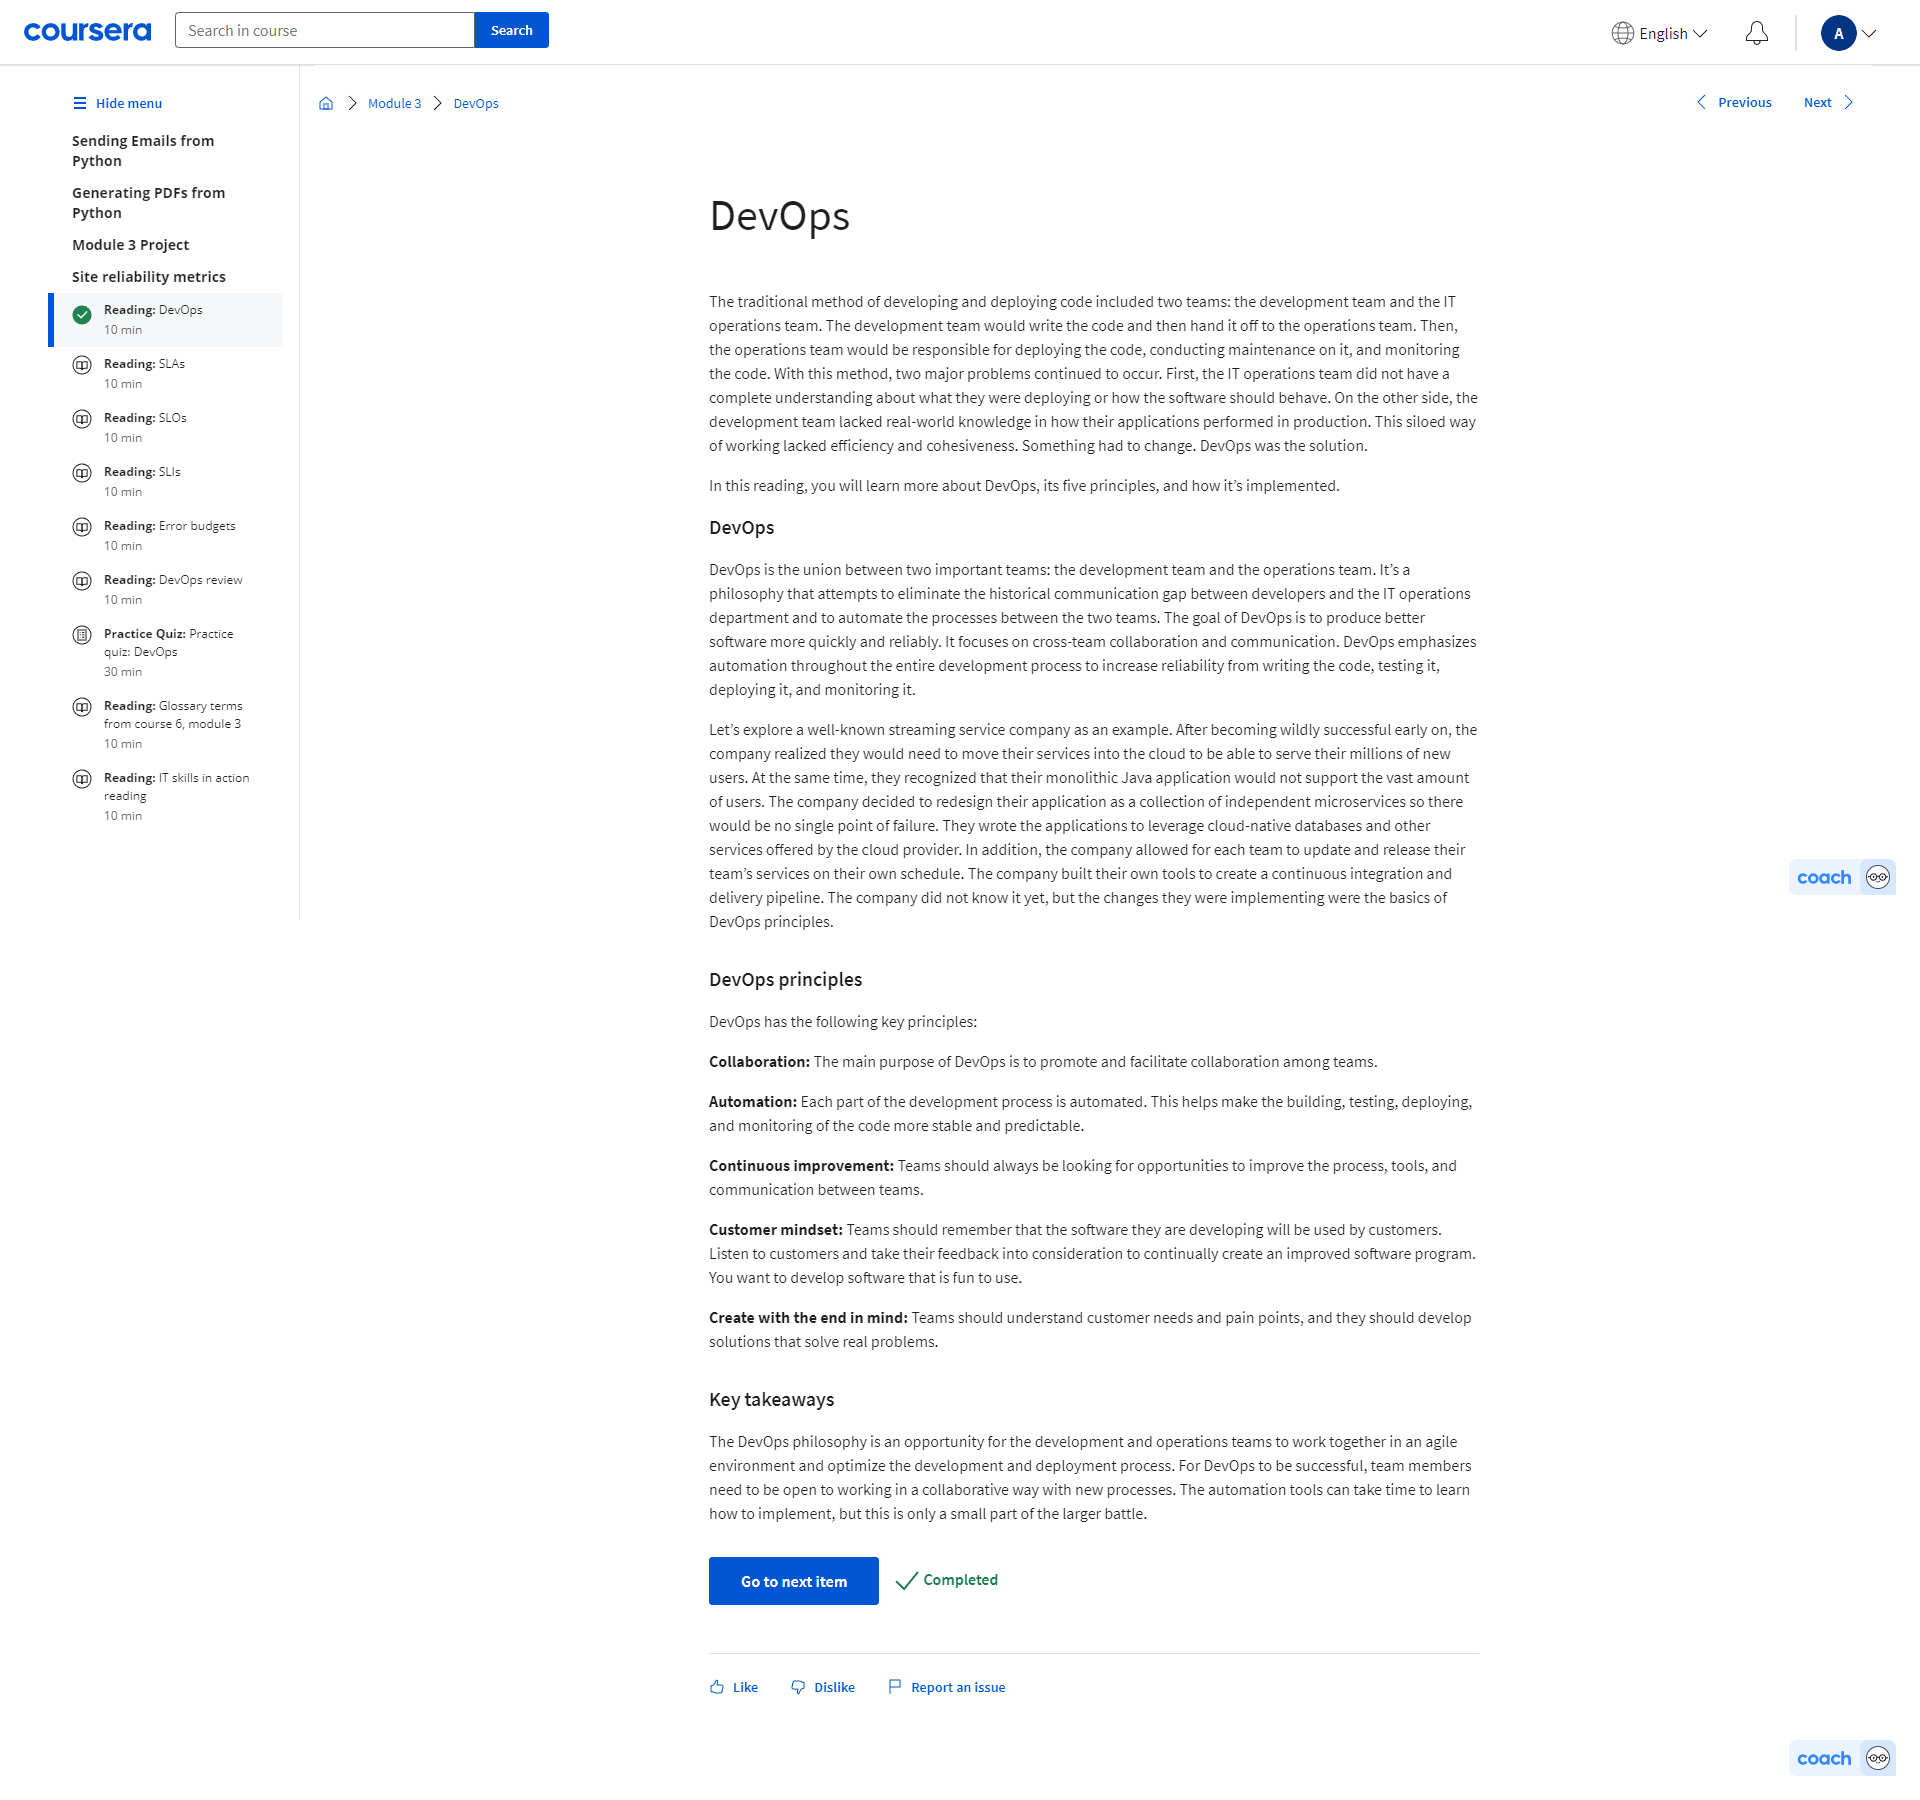 coursera
Search in course
Search
English
A
Hide menu
Sending Emails from
Python
Generating PDFs from
Python
Module 3 Project
Site reliability metrics
Reading: DevOps
10 min
Reading: SLAs
10 min
Reading: SLOs
10 min
Reading: SLIs
10 min
Reading: Error budgets
10 min
Reading: DevOps review
10 min
Practice Quiz: Practice
quiz: DevOps
30 min
Reading: Glossary terms
from course 6, module 3
10 min
Reading: IT skills in action
reading
10 min
Module 3
DevOps
Previous
Next
DevOps
The traditional method of developing and deploying code included two teams: the development team and the IT
operations team. The development team would write the code and then hand it off to the operations team. Then,
the operations team would be responsible for deploying the code, conducting maintenance on it, and monitoring
the code. With this method, two major problems continued to occur. First, the IT operations team did not have a
complete understanding about what they were deploying or how the software should behave. On the other side, the
development team lacked real-world knowledge in how their applications performed in production. This siloed way
of working lacked efficiency and cohesiveness. Something had to change. DevOps was the solution.
In this reading, you will learn more about DevOps, its five principles, and how it’s implemented.
DevOps
DevOps is the union between two important teams: the development team and the operations team. It’s a
philosophy that attempts to eliminate the historical communication gap between developers and the IT operations
department and to automate the processes between the two teams. The goal of DevOps is to produce better
software more quickly and reliably. It focuses on cross-team collaboration and communication. DevOps emphasizes
automation throughout the entire development process to increase reliability from writing the code, testing it,
deploying it, and monitoring it.
Let’s explore a well-known streaming service company as an example. After becoming wildly successful early on, the
company realized they would need to move their services into the cloud to be able to serve their millions of new
users. At the same time, they recognized that their monolithic Java application would not support the vast amount
of users. The company decided to redesign their application as a collection of independent microservices so there
would be no single point of failure. They wrote the applications to leverage cloud-native databases and other
services offered by the cloud provider. In addition, the company allowed for each team to update and release their
team’s services on their own schedule. The company built their own tools to create a continuous integration and
delivery pipeline. The company did not know it yet, but the changes they were implementing were the basics of
DevOps principles.
DevOps principles
DevOps has the following key principles:
Collaboration: The main purpose of DevOps is to promote and facilitate collaboration among teams.
Automation: Each part of the development process is automated. This helps make the building, testing, deploying,
and monitoring of the code more stable and predictable.
Continuous improvement: Teams should always be looking for opportunities to improve the process, tools, and
communication between teams.
Customer mindset: Teams should remember that the software they are developing will be used by customers.
Listen to customers and take their feedback into consideration to continually create an improved software program.
You want to develop software that is fun to use.
Create with the end in mind: Teams should understand customer needs and pain points, and they should develop
solutions that solve real problems.
Key takeaways
The DevOps philosophy is an opportunity for the development and operations teams to work together in an agile
environment and optimize the development and deployment process. For DevOps to be successful, team members
need to be open to working in a collaborative way with new processes. The automation tools can take time to learn
how to implement, but this is only a small part of the larger battle.
Go to next item
Completed
Like
Dislike
Report an issue
coach
coach